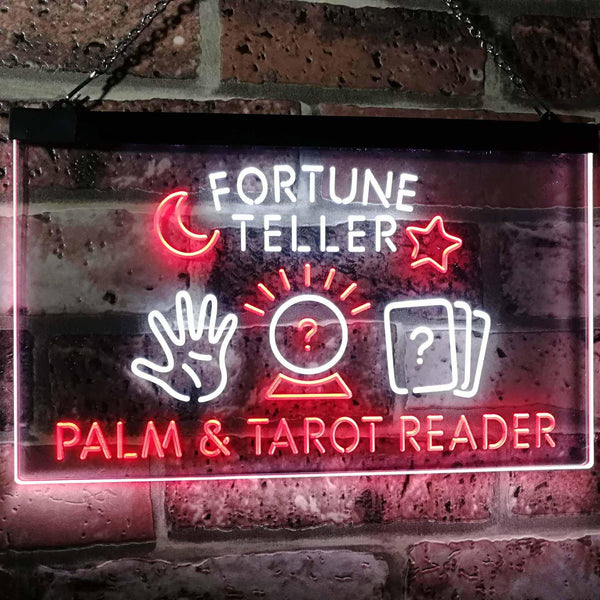 FORTUNE
TELLER
?
?
PALM & TAROT READER